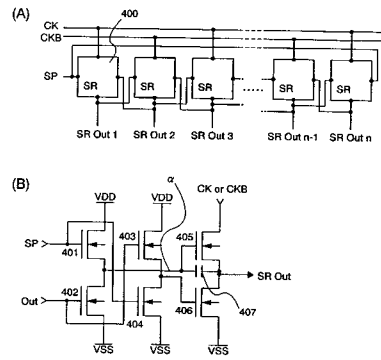 (A)
400
CK
CKB
SP
SR SR SR SR SR
SR Out 1 SR Out 2 SR Out 3 SR Out n-1 SR Out n
(B)
α
VDD VDD CK or CKB
SP
403 405
401
SR Out
402
Out
404 406 407
VSS VSS VSS